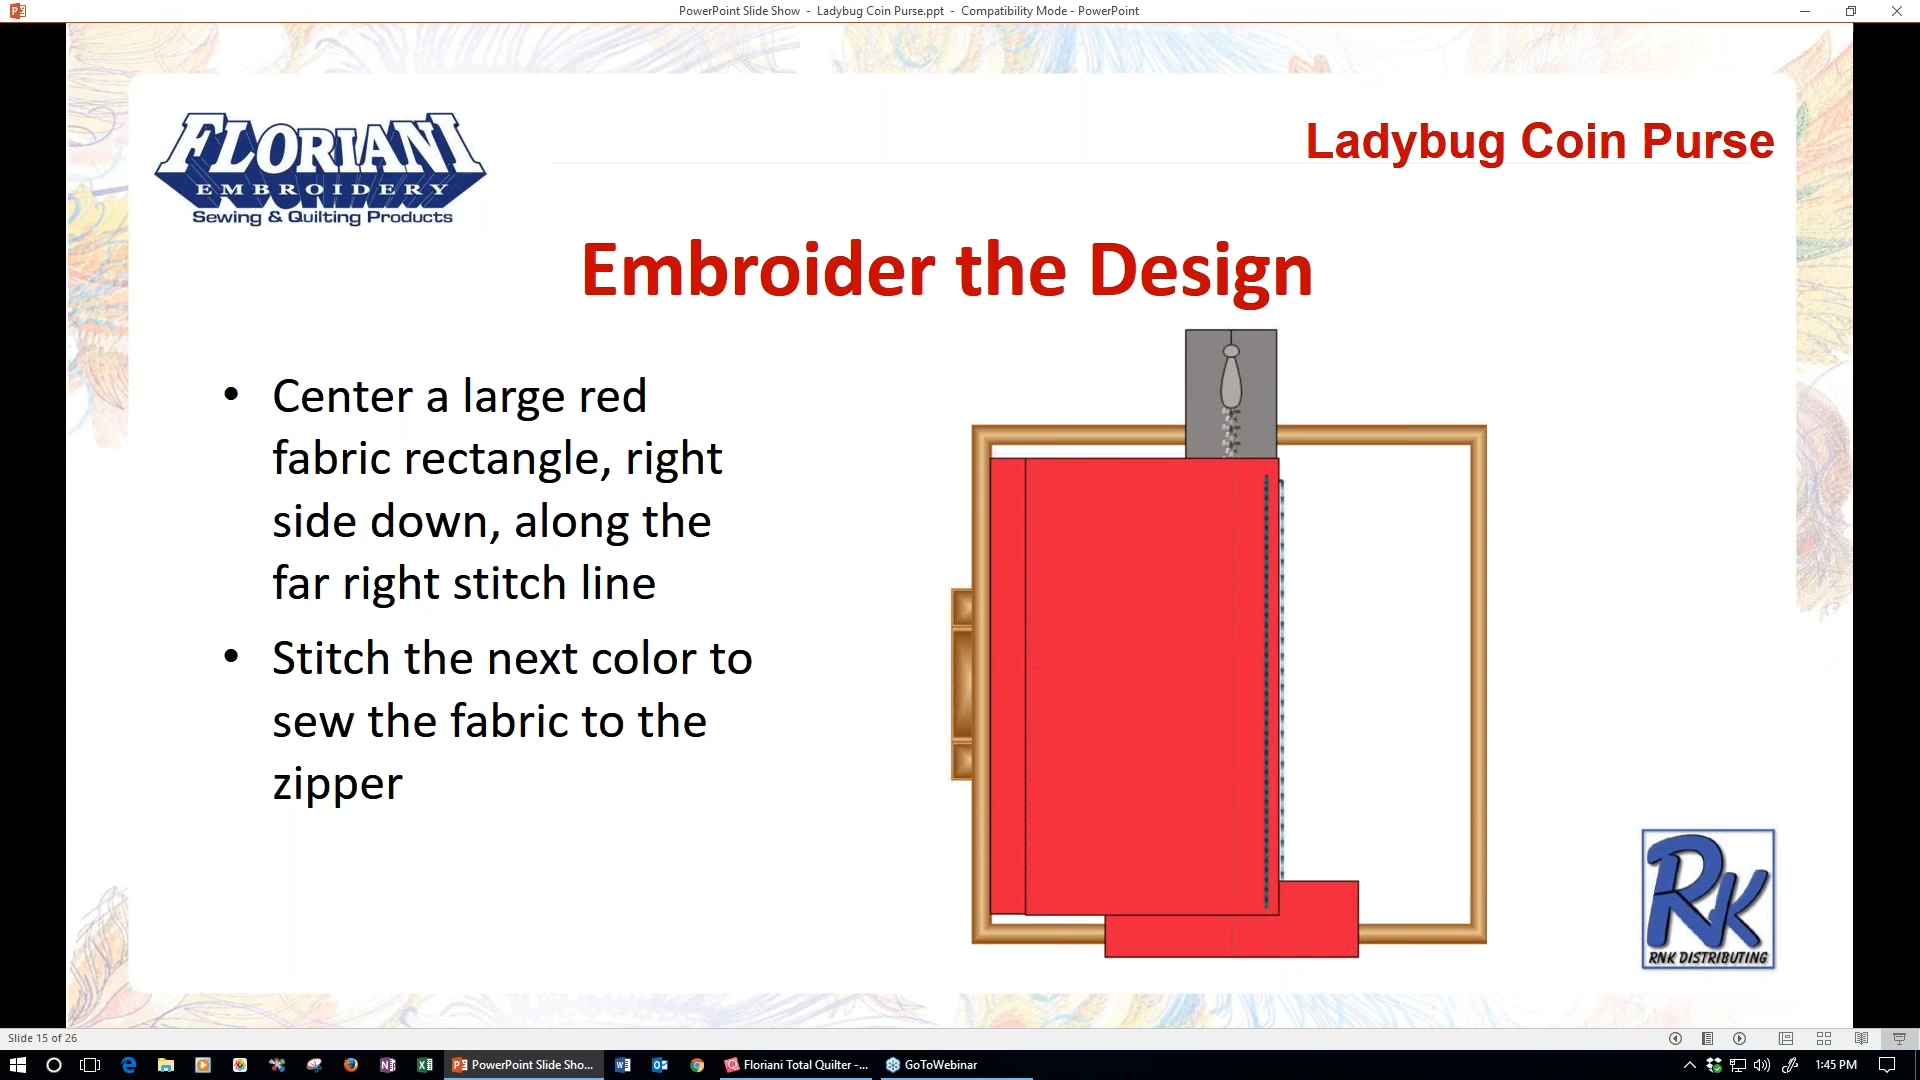 PowerPoint Slide Show - Ladybug Coin Purse.ppt - Compatibility Mode - PowerPoint
FLORIANI
EMBROIDERY
Sewing & Quilting Products
Ladybug Coin Purse
Embroider the Design
• Center a large red
fabric rectangle, right
side down, along the
far right stitch line
• Stitch the next color to
sew the fabric to the
zipper
RK
RNK DISTRIBUTING
Slide 15 of 26
PowerPoint Slide Sho...
Floriani Total Quilter -...
GoToWebinar
1:45 PM